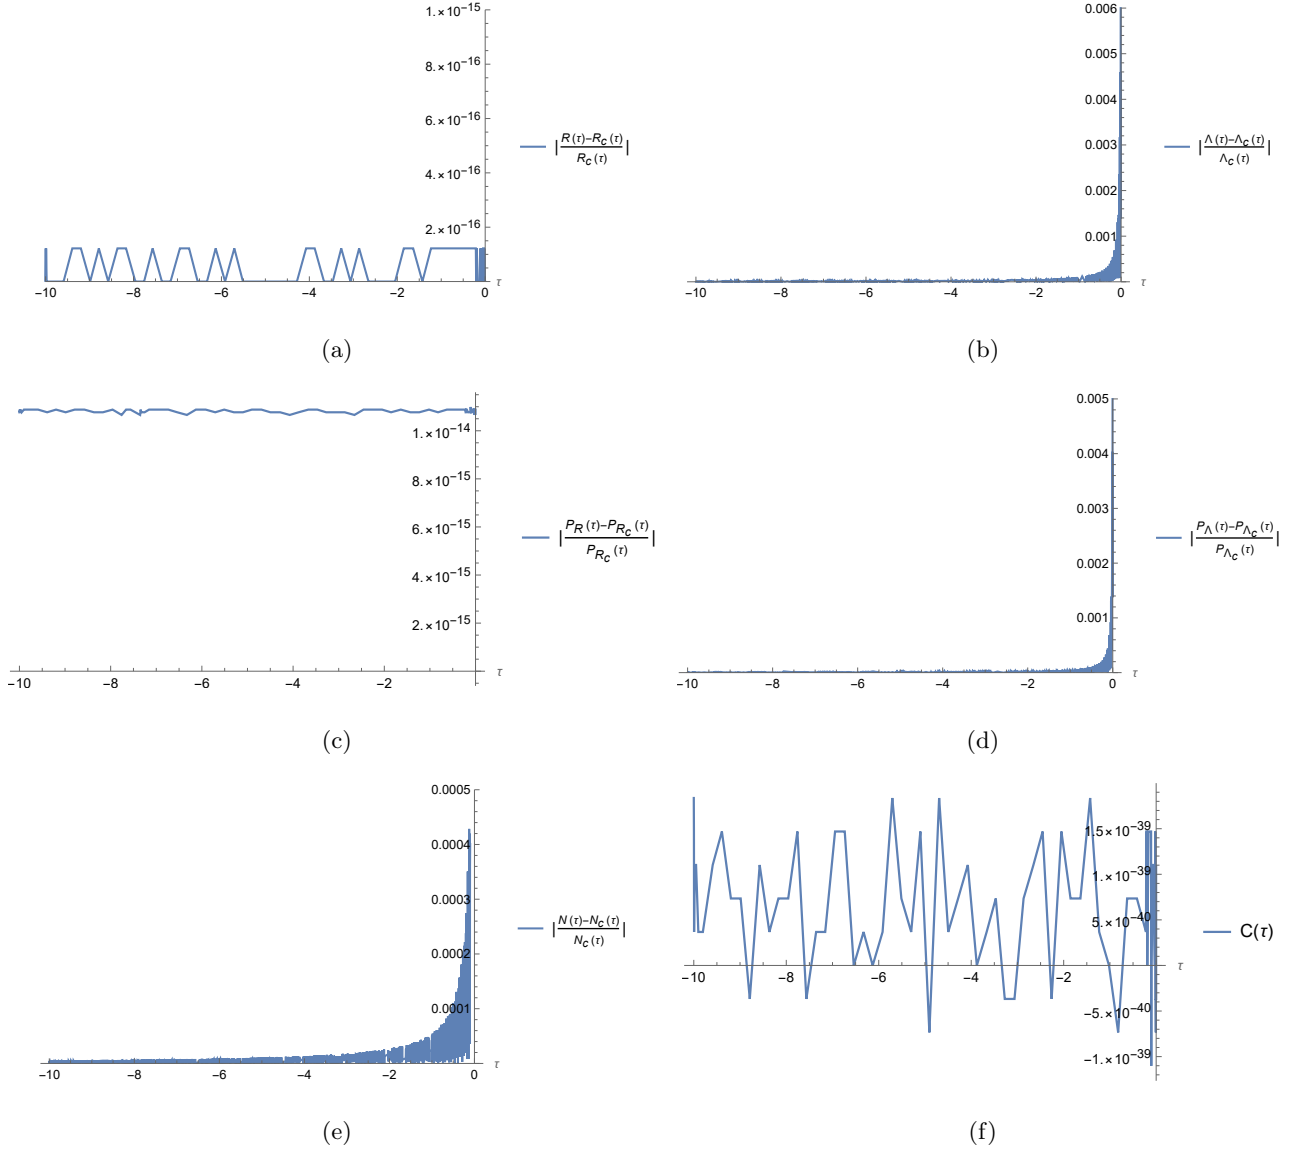 1.×10⁻¹⁵
8.×10⁻¹⁶
6.×10⁻¹⁶
4.×10⁻¹⁶
2.×10⁻¹⁶
−10 −8 −6 −4 −2 0 τ
|R(τ)−R_c(τ) / R_c(τ)|
(a)
0.006
0.005
0.004
0.003
0.002
0.001
−10 −8 −6 −4 −2 0 τ
|Λ(τ)−Λ_c(τ) / Λ_c(τ)|
(b)
1.×10⁻¹⁴
8.×10⁻¹⁵
6.×10⁻¹⁵
4.×10⁻¹⁵
2.×10⁻¹⁵
−10 −8 −6 −4 −2 τ
|P_R(τ)−P_R_c(τ) / P_R_c(τ)|
(c)
0.005
0.004
0.003
0.002
0.001
−10 −8 −6 −4 −2 0 τ
|P_Λ(τ)−P_Λ_c(τ) / P_Λ_c(τ)|
(d)
0.0005
0.0004
0.0003
0.0002
0.0001
−10 −8 −6 −4 −2 0 τ
|N(τ)−N_c(τ) / N_c(τ)|
(e)
1.5×10⁻³⁹
1.×10⁻³⁹
5.×10⁻⁴⁰
−10 −8 −6 −4 −2 τ
−5.×10⁻⁴⁰
−1.×10⁻³⁹
C(τ)
(f)